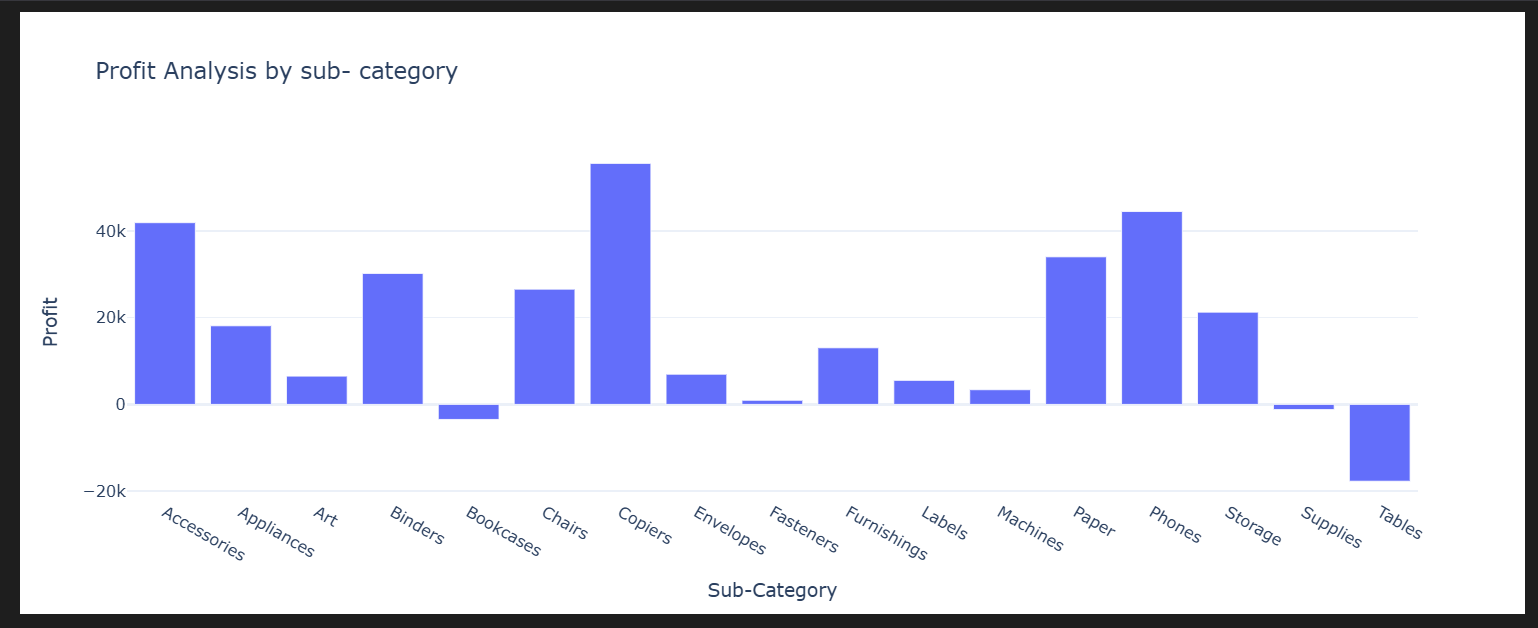 Profit Analysis by sub- category
Profit
40k
20k
0
−20k
Accessories
Appliances
Art
Binders
Bookcases
Chairs
Copiers
Envelopes
Fasteners
Furnishings
Labels
Machines
Paper
Phones
Storage
Supplies
Tables
Sub-Category